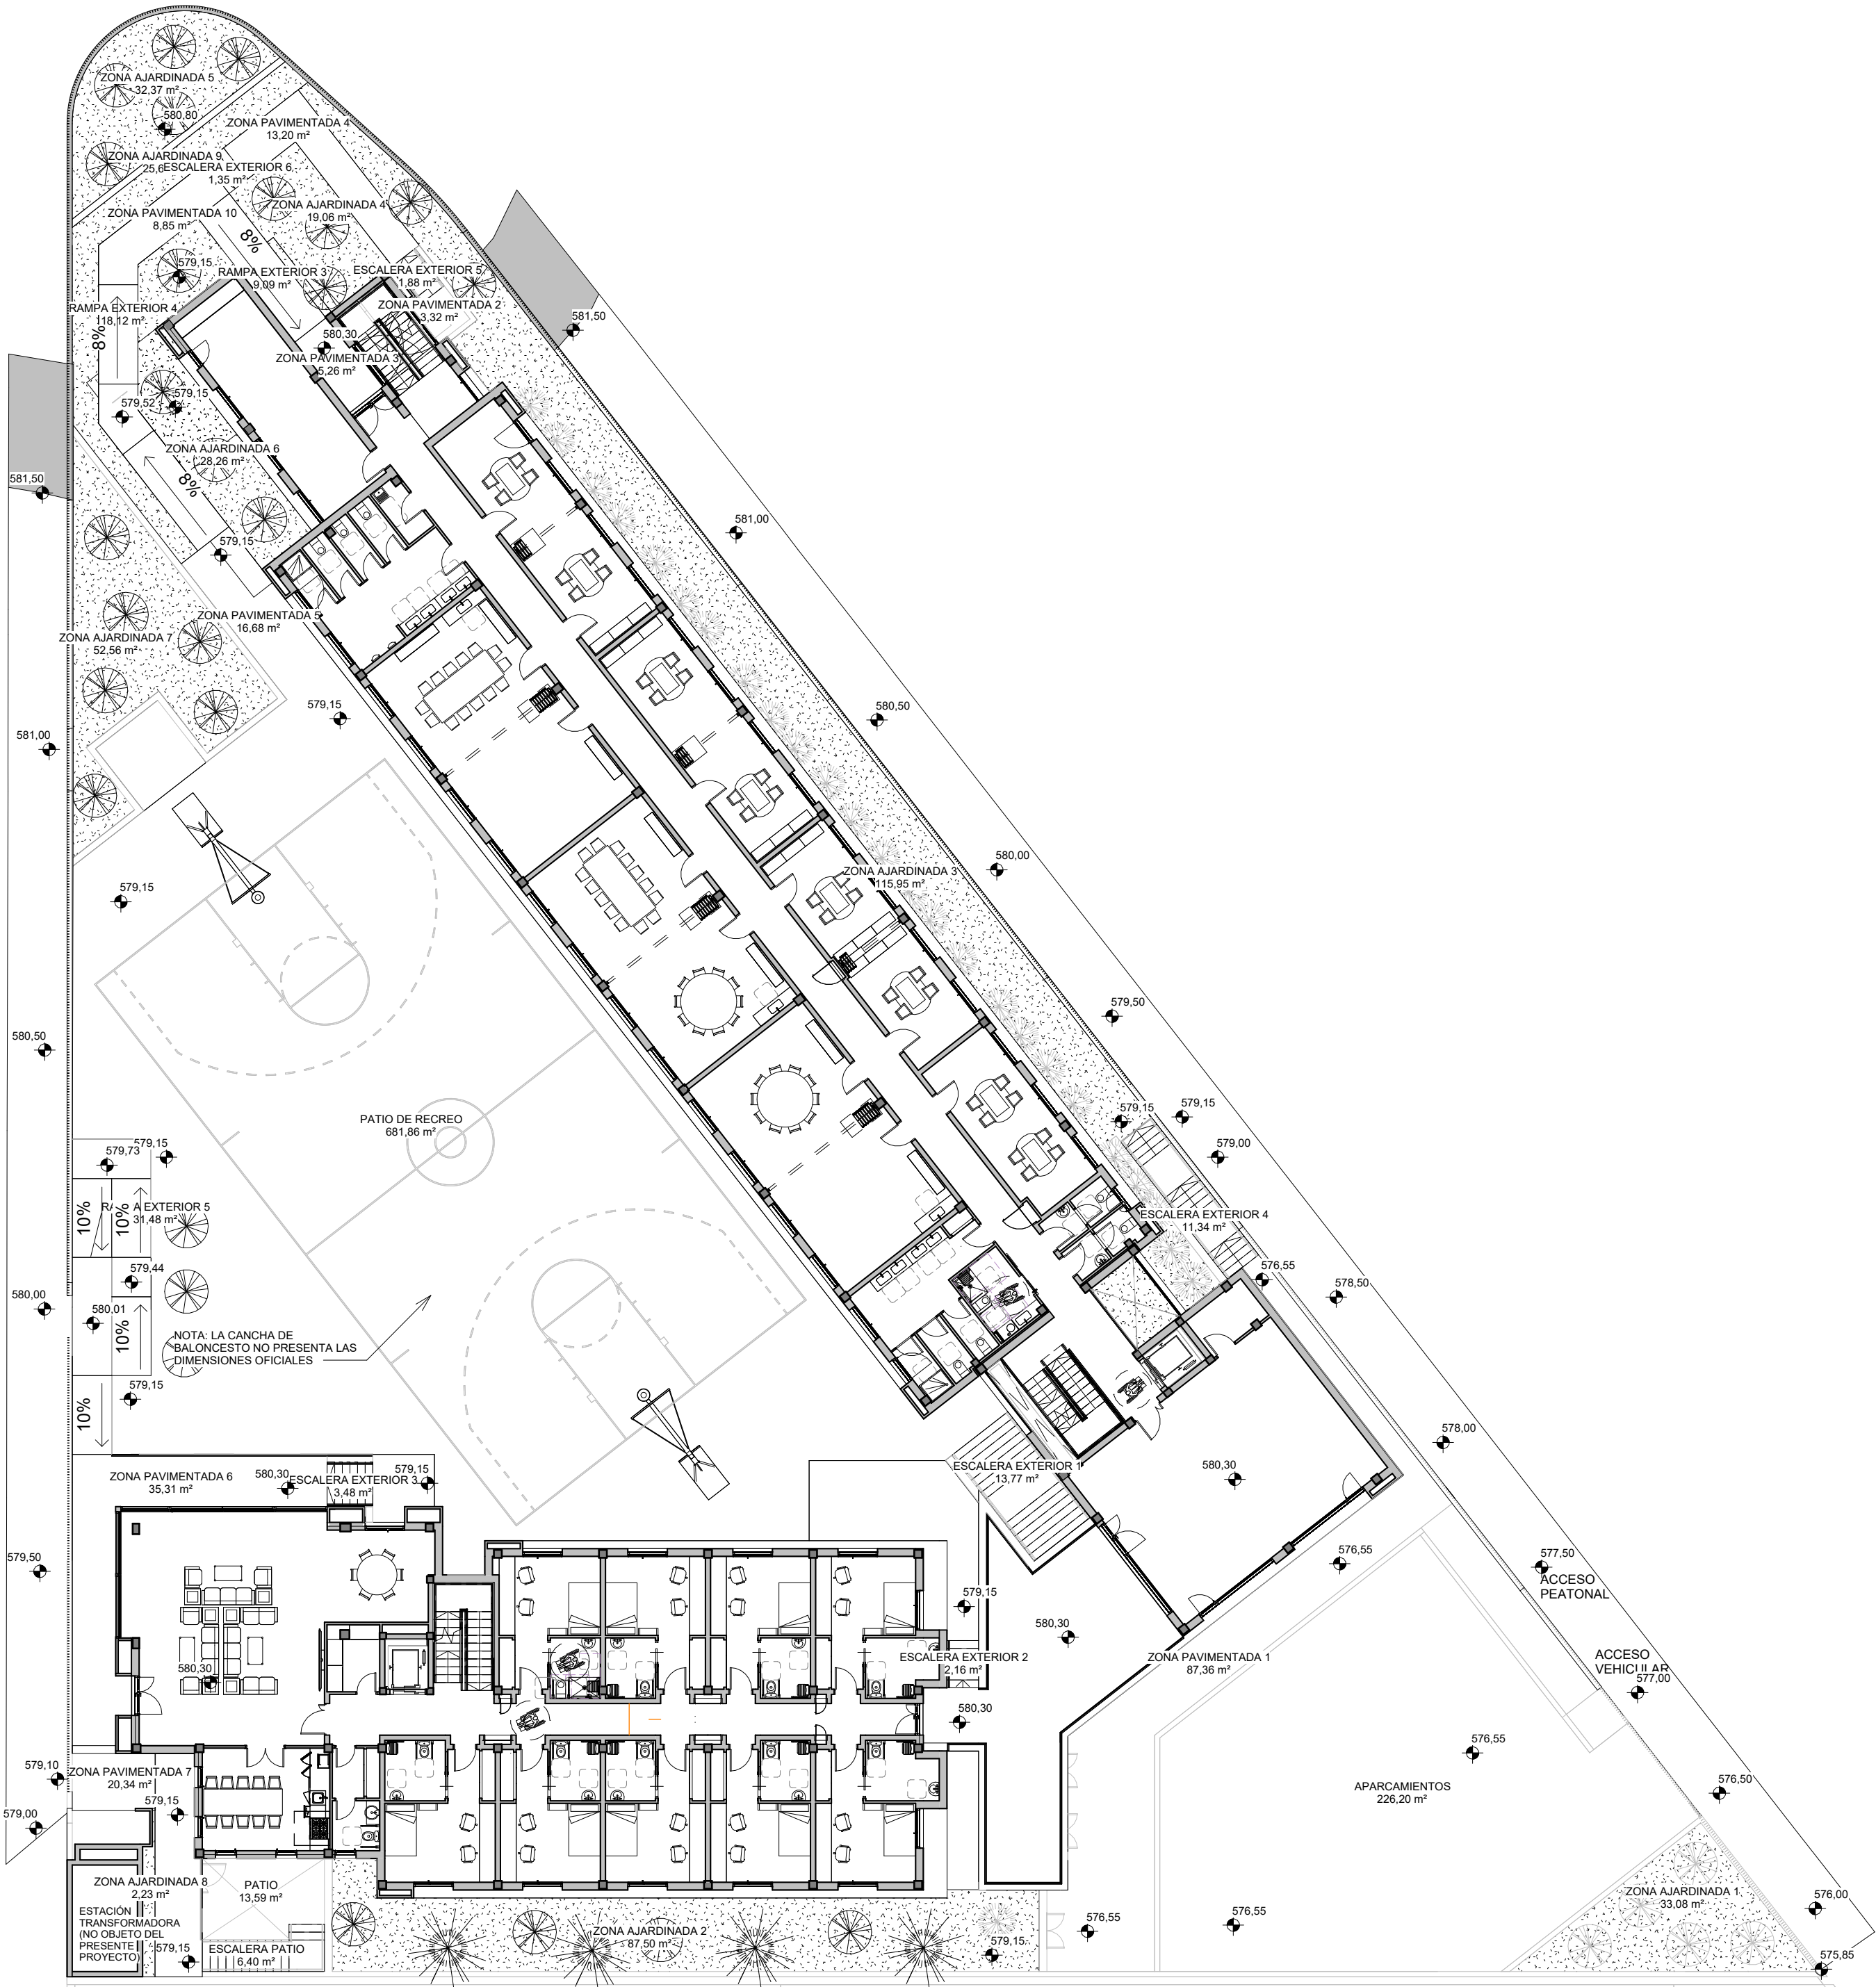 ZONA AJARDINADA 5
32,37 m²
580,80
ZONA PAVIMENTADA 4
13,20 m²
ZONA AJARDINADA 9
25,6
ESCALERA EXTERIOR 6
1,35 m²
ZONA AJARDINADA 4
19,06 m²
ZONA PAVIMENTADA 10
8,85 m²
8%
579,15
RAMPA EXTERIOR 3
9,09 m²
ESCALERA EXTERIOR 5
1,88 m²
ZONA PAVIMENTADA 2
3,32 m²
RAMPA EXTERIOR 4
18,12 m²
8%
581,50
580,30
ZONA PAVIMENTADA 3
5,26 m²
579,15
579,52
ZONA AJARDINADA 6
28,26 m²
8%
581,50
581,00
579,15
ZONA PAVIMENTADA 5
16,68 m²
ZONA AJARDINADA 7
52,56 m²
579,15
580,50
581,00
580,00
ZONA AJARDINADA 3
115,95 m²
579,15
579,50
580,50
PATIO DE RECREO
681,86 m²
579,15
579,15
579,00
579,73
579,15
10%
10%
EXTERIOR 5
31,48 m²
ESCALERA EXTERIOR 4
11,34 m²
579,44
576,55
578,50
580,00
580,01
10%
NOTA: LA CANCHA DE
BALONCESTO NO PRESENTA LAS
DIMENSIONES OFICIALES
579,15
10%
578,00
ZONA PAVIMENTADA 6
35,31 m²
580,30
ESCALERA EXTERIOR 3
3,48 m²
579,15
ESCALERA EXTERIOR 1
13,77 m²
580,30
579,50
576,55
577,50
ACCESO
PEATONAL
579,15
580,30
ESCALERA EXTERIOR 2
2,16 m²
ZONA PAVIMENTADA 1
87,36 m²
ACCESO
VEHICULAR
577,00
580,30
580,30
576,55
579,10
ZONA PAVIMENTADA 7
20,34 m²
APARCAMIENTOS
226,20 m²
576,50
579,00
579,15
ZONA AJARDINADA 8
2,23 m²
PATIO
13,59 m²
ESTACIÓN
TRANSFORMADORA
(NO OBJETO DEL
PRESENTE
PROYECTO)
579,15
ESCALERA PATIO
6,40 m²
ZONA AJARDINADA 2
87,50 m²
579,15
576,55
576,55
ZONA AJARDINADA 1
33,08 m²
576,00
575,85